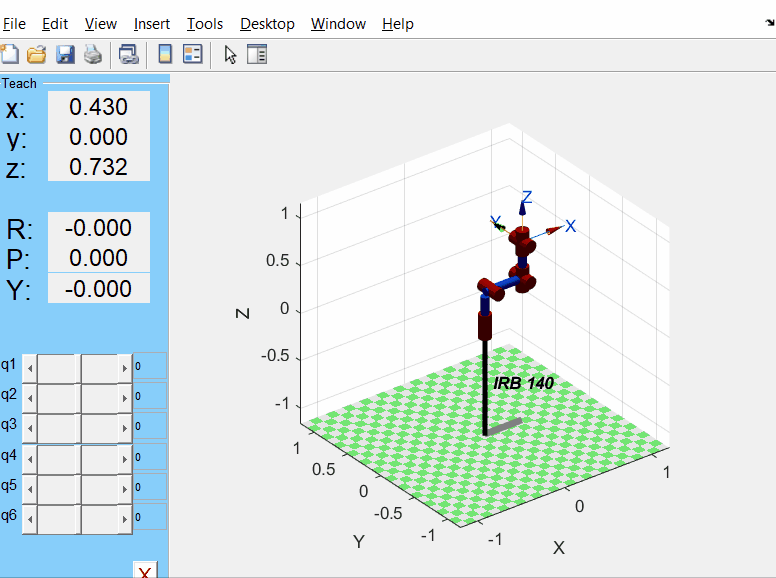 File Edit View Insert Tools Desktop Window Help
Teach
x: 0.430
y: 0.000
z: 0.732
R: -0.000
P: 0.000
Y: -0.000
q1 0
q2 0
q3 0
q4 0
q5 0
q6 0
X
Z
Y
X
1
0.5
0
-0.5
-1
Z
IRB 140
1
0.5
0
-0.5
-1
Y
-1
0
1
X